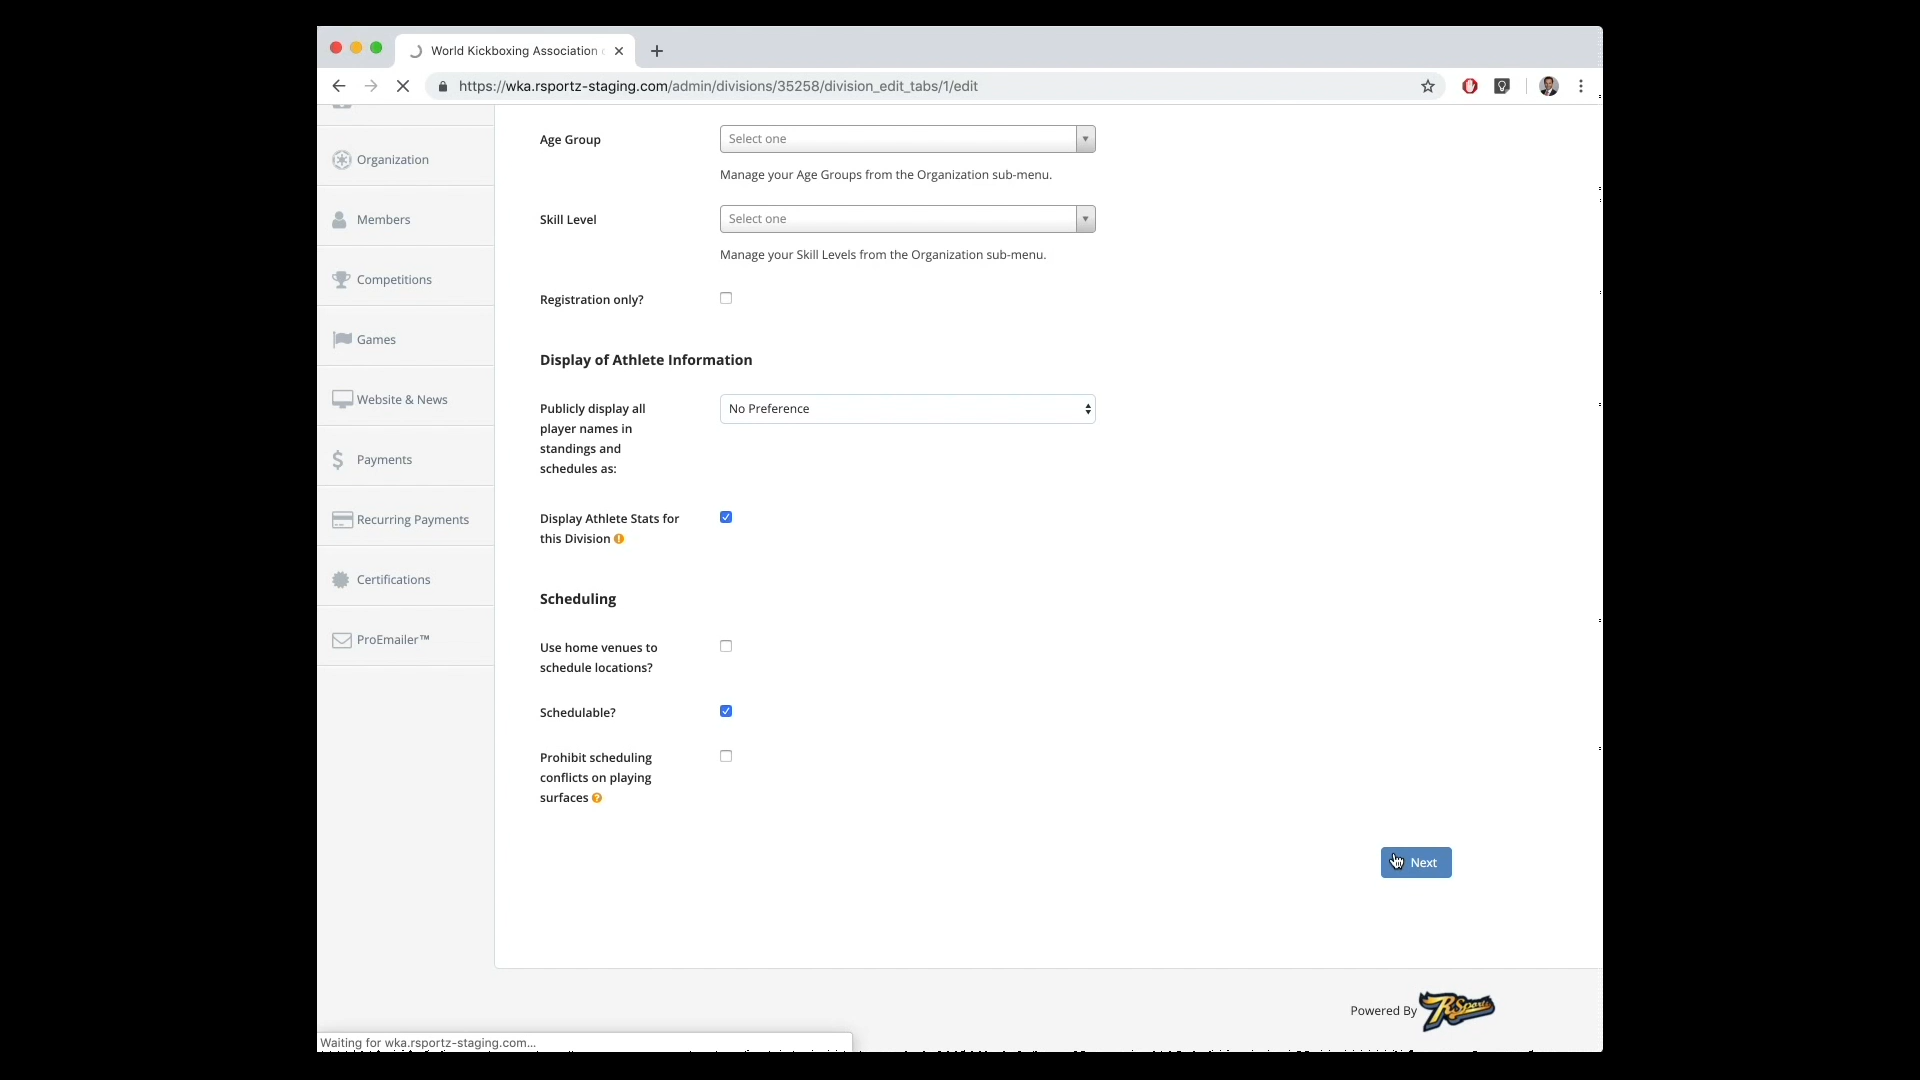 World Kickboxing Association
https://wka.rsportz-staging.com/admin/divisions/35258/division_edit_tabs/1/edit
Organization
Members
Competitions
Games
Website & News
Payments
Recurring Payments
Certifications
ProEmailer™
Age Group
Select one
Manage your Age Groups from the Organization sub-menu.
Skill Level
Select one
Manage your Skill Levels from the Organization sub-menu.
Registration only?
Display of Athlete Information
Publicly display all
player names in
standings and
schedules as:
No Preference
Display Athlete Stats for
this Division
Scheduling
Use home venues to
schedule locations?
Schedulable?
Prohibit scheduling
conflicts on playing
surfaces
Next
Powered By RSportz
Waiting for wka.rsportz-staging.com...